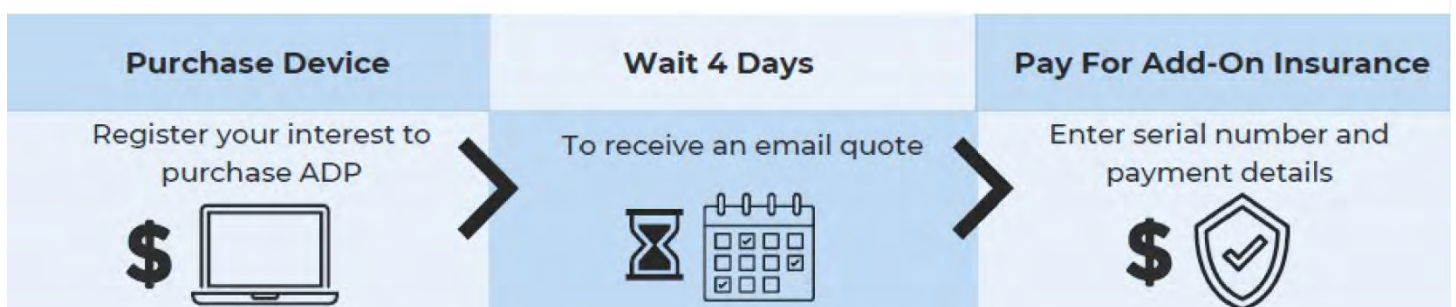 Purchase Device
Register your interest to
purchase ADP
$
Wait 4 Days
To receive an email quote
Pay For Add-On Insurance
Enter serial number and
payment details
$